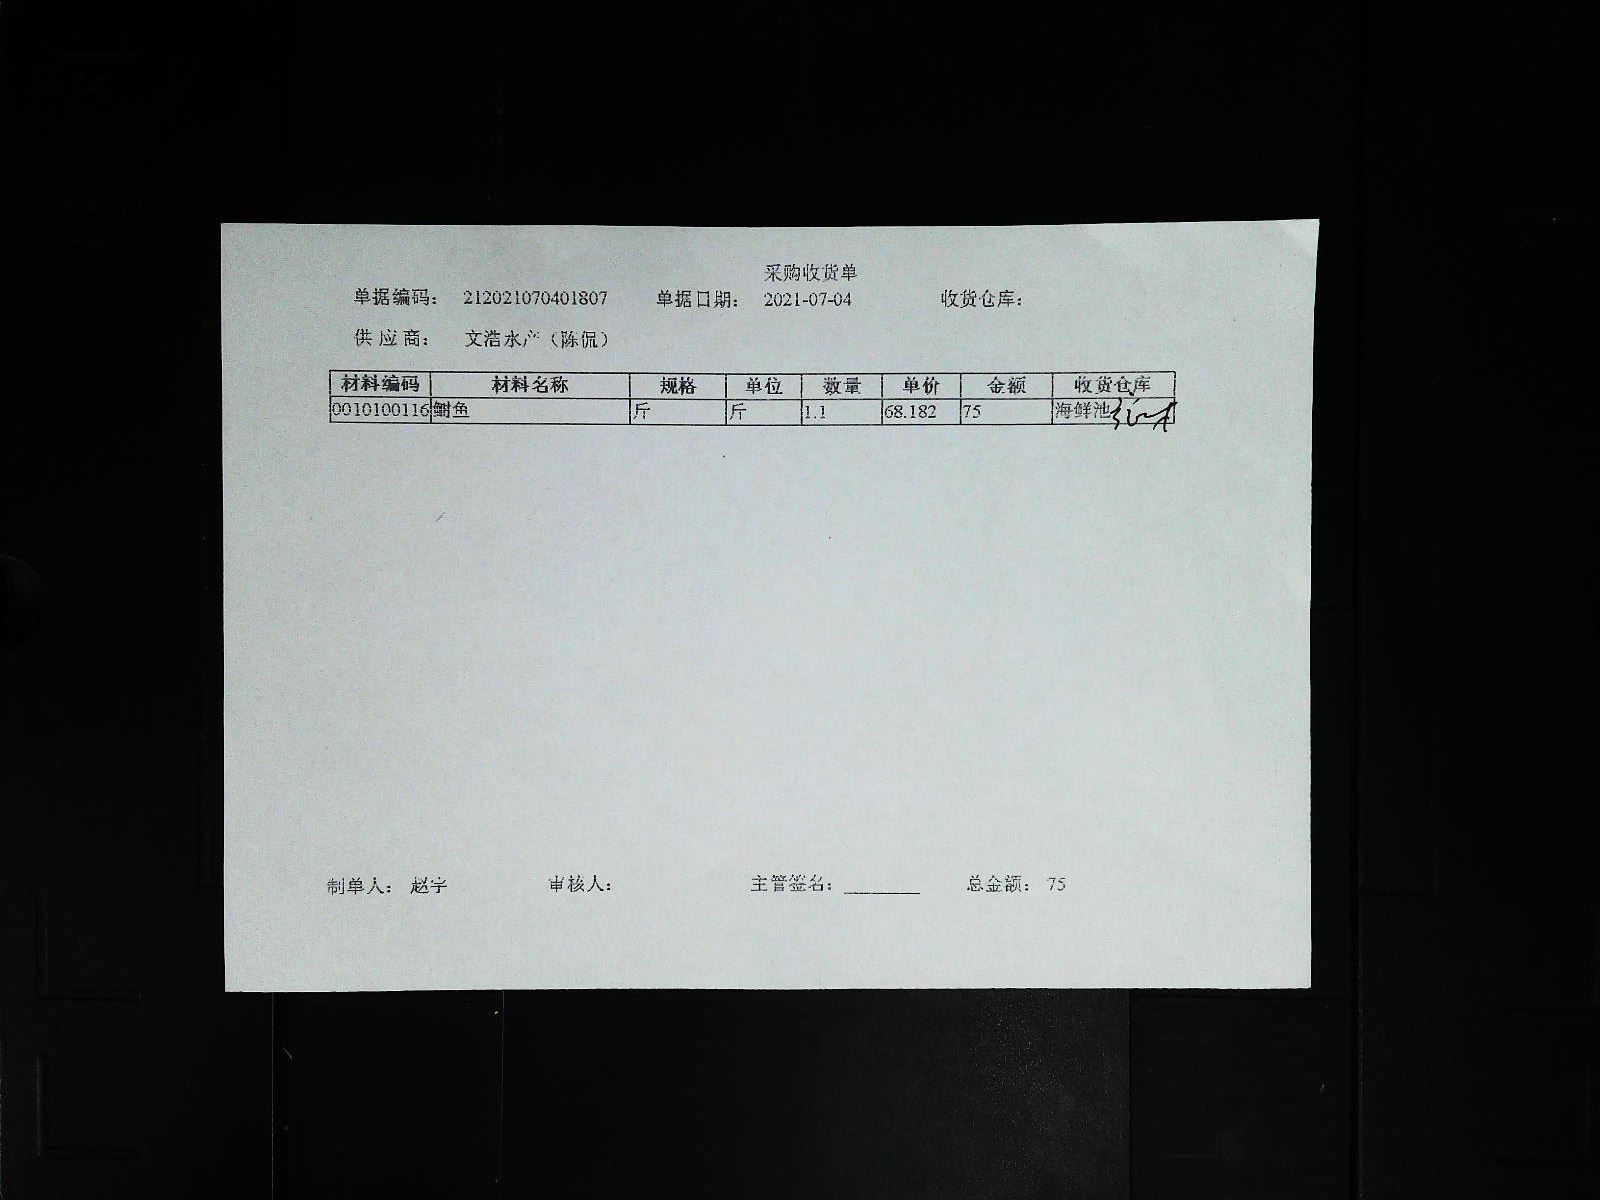 采购收货单
单据编码： 212021070401807 单据日期： 2021-07-04 收货仓库：
供应商： 文浩水产（陈侃）
材料编码 材料名称 规格 单位 数量 单价 金额 收货仓库
0010100116 鲥鱼 斤 斤 1.1 68.182 75 海鲜池
制单人： 赵宇 审核人： 主管签名： 总金额： 75